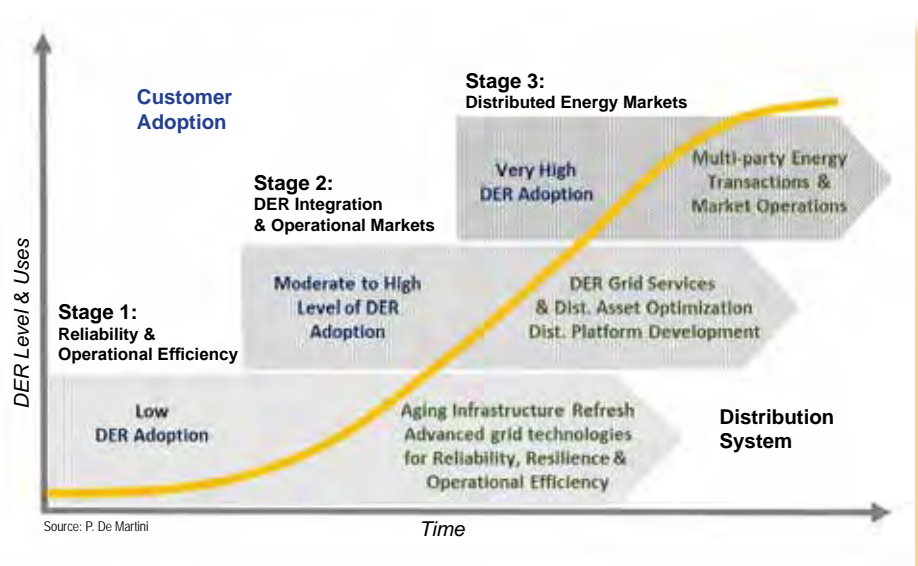 Customer
Adoption
Stage 3:
Distributed Energy Markets
Very High
DER Adoption
Multi-party Energy
Transactions &
Market Operations
Stage 2:
DER Integration
& Operational Markets
Moderate to High
Level of DER
Adoption
DER Grid Services
& Dist. Asset Optimization
Dist. Platform Development
Stage 1:
Reliability &
Operational Efficiency
Low
DER Adoption
Aging Infrastructure Refresh
Advanced grid technologies
for Reliability, Resilience &
Operational Efficiency
Distribution
System
DER Level & Uses
Source: P. De Martini
Time